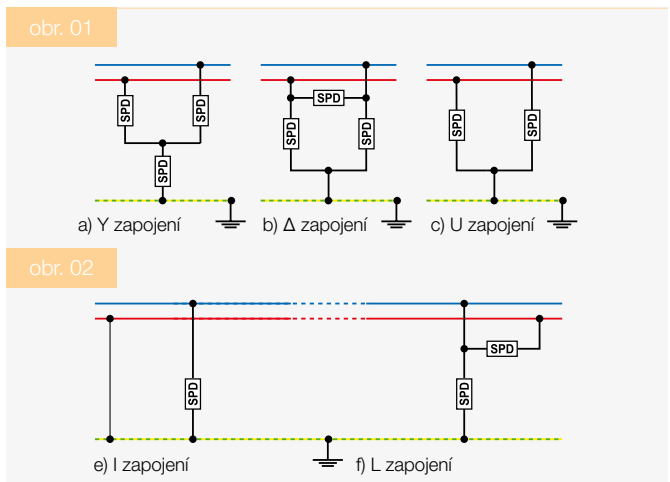 obr. 01
SPD
SPD
SPD
a) Y zapojení
SPD
SPD
SPD
b) Δ zapojení
SPD
SPD
c) U zapojení
obr. 02
SPD
e) I zapojení
SPD
SPD
f) L zapojení